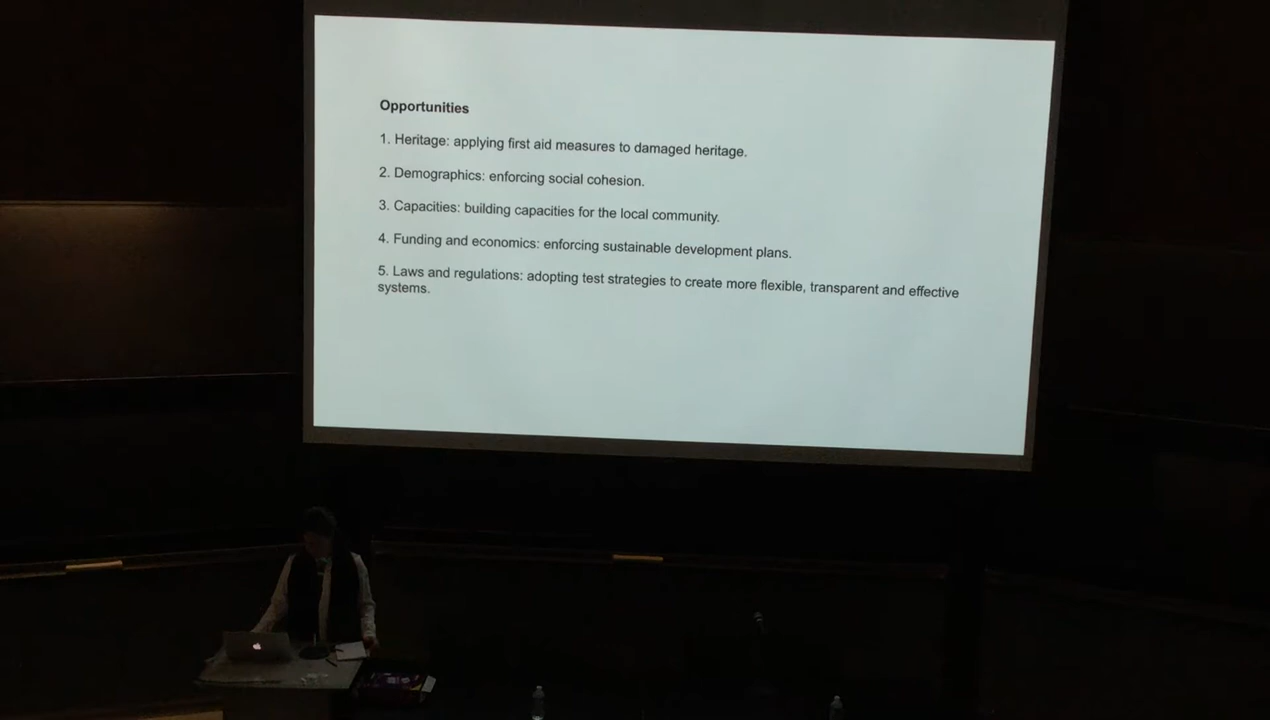 Opportunities
1. Heritage: applying first aid measures to damaged heritage.
2. Demographics: enforcing social cohesion.
3. Capacities: building capacities for the local community.
4. Funding and economics: enforcing sustainable development plans.
5. Laws and regulations: adopting test strategies to create more flexible, transparent and effective
systems.